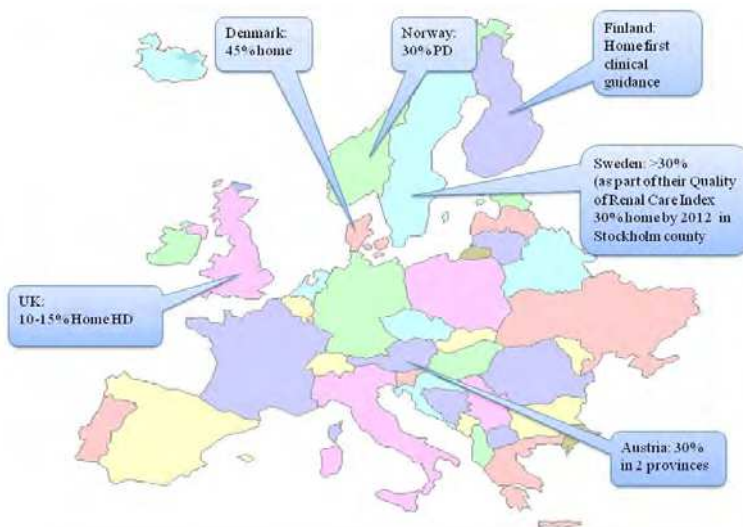 Denmark:
45% home
Norway:
30% PD
Finland:
Home first
clinical
guidance
Sweden: >30%
(as part of their Quality
of Renal Care Index
30% home by 2012 in
Stockholm county
UK:
10-15% Home HD
Austria: 30%
in 2 provinces